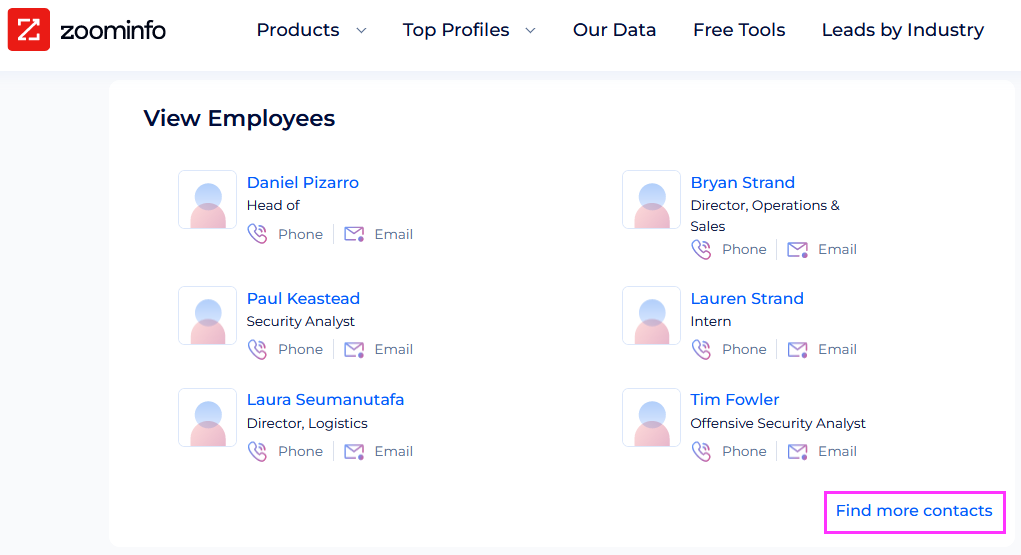 zoominfo
Products
Top Profiles
Our Data
Free Tools
Leads by Industry
View Employees
Daniel Pizarro
Head of
Phone
Email
Bryan Strand
Director, Operations &
Sales
Phone
Email
Paul Keastead
Security Analyst
Phone
Email
Lauren Strand
Intern
Phone
Email
Laura Seumanutafa
Director, Logistics
Phone
Email
Tim Fowler
Offensive Security Analyst
Phone
Email
Find more contacts